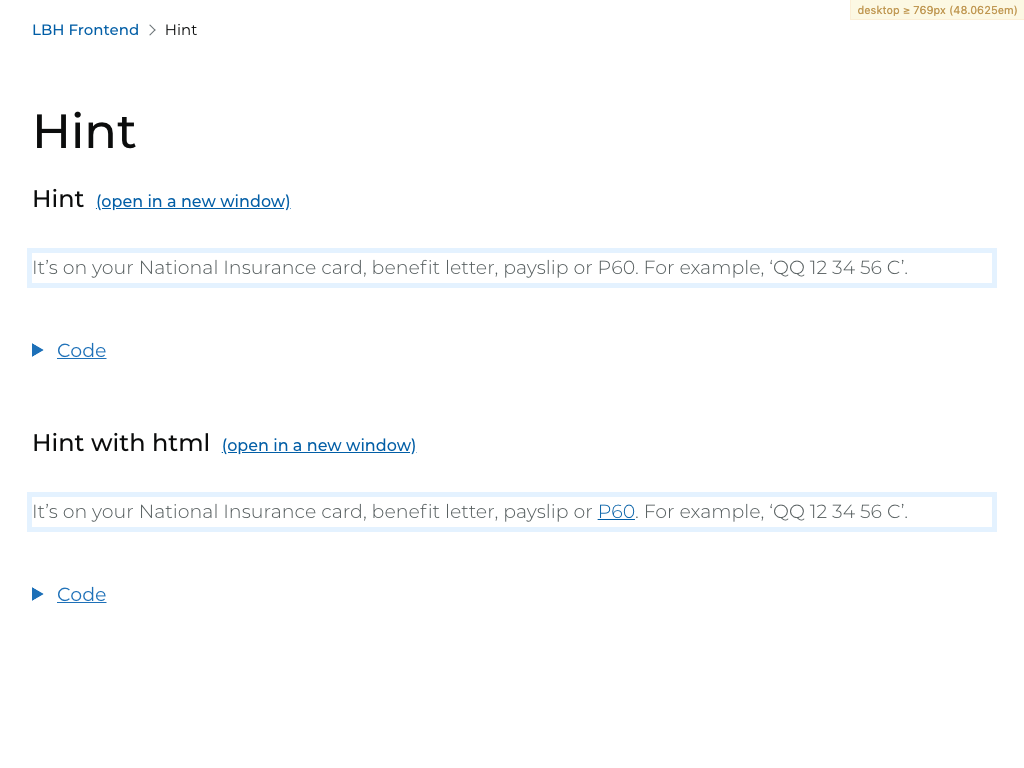 desktop ≥ 769px (48.0625em)
LBH Frontend > Hint
Hint
Hint (open in a new window)
It’s on your National Insurance card, benefit letter, payslip or P60. For example, ‘QQ 12 34 56 C’.
Code
Hint with html (open in a new window)
It’s on your National Insurance card, benefit letter, payslip or P60. For example, ‘QQ 12 34 56 C’.
Code